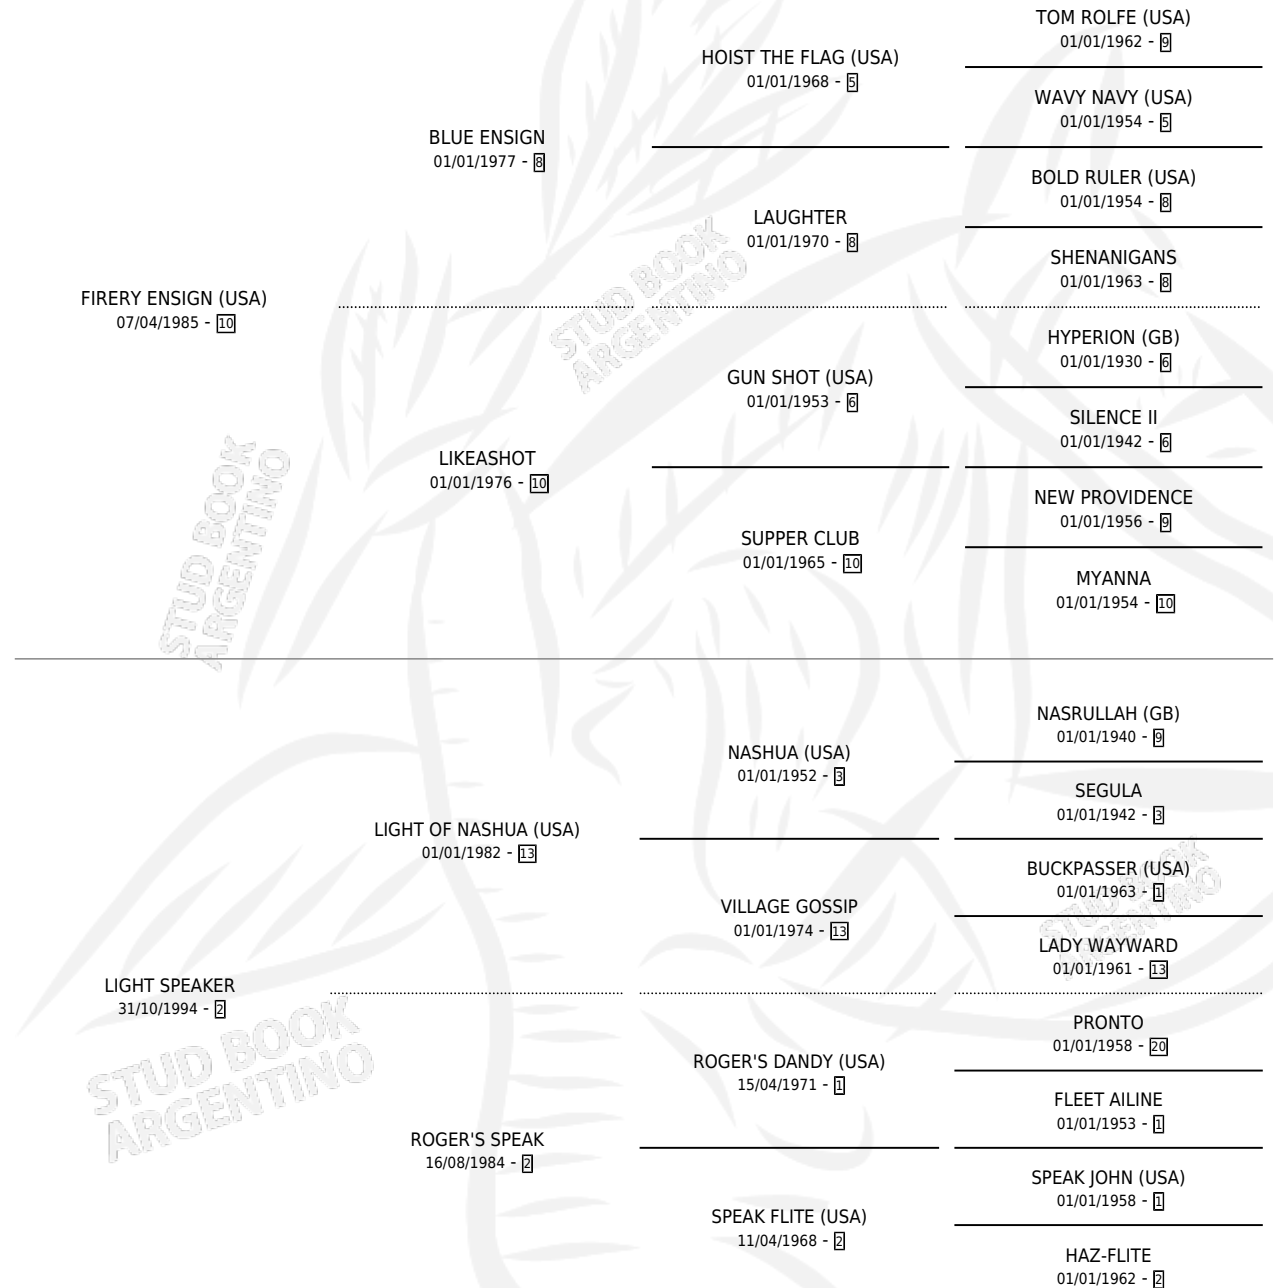 TOM ROLFE (USA)
01/01/1962 - 9
HOIST THE FLAG (USA)
01/01/1968 - 5
WAVY NAVY (USA)
01/01/1954 - 5
BLUE ENSIGN
01/01/1977 - 8
BOLD RULER (USA)
01/01/1954 - 8
LAUGHTER
01/01/1970 - 8
SHENANIGANS
01/01/1963 - 8
FIRERY ENSIGN (USA)
07/04/1985 - 10
STUD BOOK
ARGENTINO
HYPERION (GB)
01/01/1930 - 6
GUN SHOT (USA)
01/01/1953 - 6
SILENCE II
01/01/1942 - 6
LIKEASHOT
01/01/1976 - 10
NEW PROVIDENCE
01/01/1956 - 9
SUPPER CLUB
01/01/1965 - 10
MYANNA
01/01/1954 - 10
STUD BOOK
ARGENTINO
NASRULLAH (GB)
01/01/1940 - 9
NASHUA (USA)
01/01/1952 - 3
SEGULA
01/01/1942 - 3
LIGHT OF NASHUA (USA)
01/01/1982 - 13
BUCKPASSER (USA)
01/01/1963 - 1
STUD BOOK
ARGENTINO
VILLAGE GOSSIP
01/01/1974 - 13
LADY WAYWARD
01/01/1961 - 13
LIGHT SPEAKER
31/10/1994 - 2
STUD BOOK
ARGENTINO
PRONTO
01/01/1958 - 20
ROGER'S DANDY (USA)
15/04/1971 - 1
FLEET AILINE
01/01/1953 - 1
ROGER'S SPEAK
16/08/1984 - 2
SPEAK JOHN (USA)
01/01/1958 - 1
SPEAK FLITE (USA)
11/04/1968 - 2
HAZ-FLITE
01/01/1962 - 2